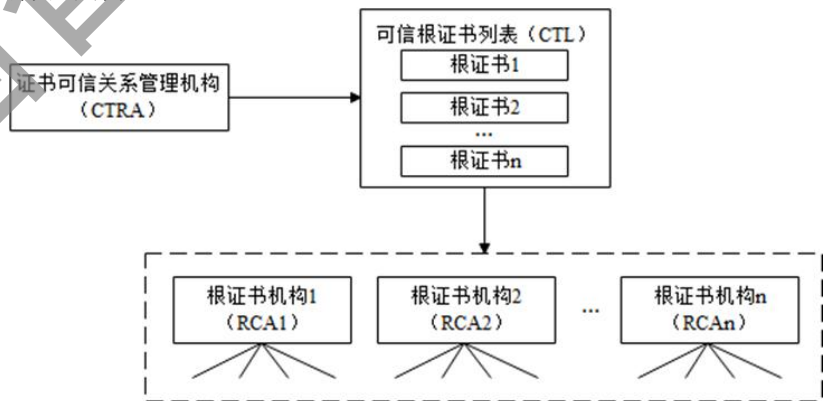 可信根证书列表（CTL）
根证书1
证书可信关系管理机构
（CTRA）
根证书2
...
根证书n
根证书机构1
（RCA1）
根证书机构2
（RCA2）
...
根证书机构n
（RCAn）